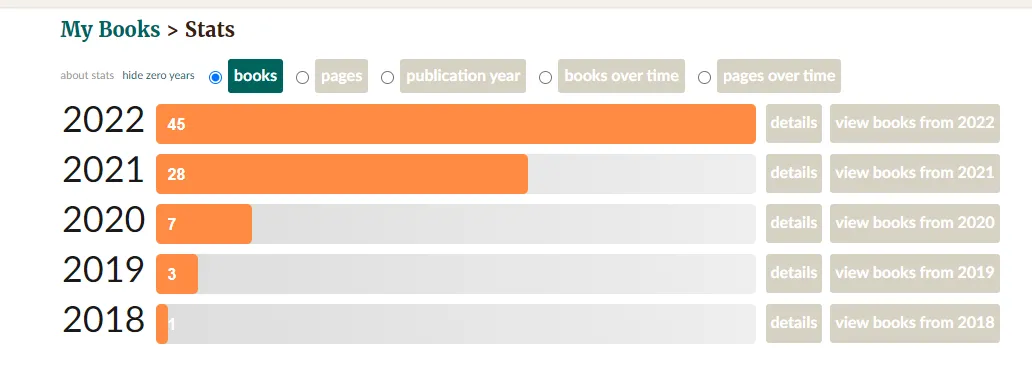 My Books > Stats
about stats hide zero years books pages publication year books over time pages over time
2022 45 details view books from 2022
2021 28 details view books from 2021
2020 7 details view books from 2020
2019 3 details view books from 2019
2018 1 details view books from 2018